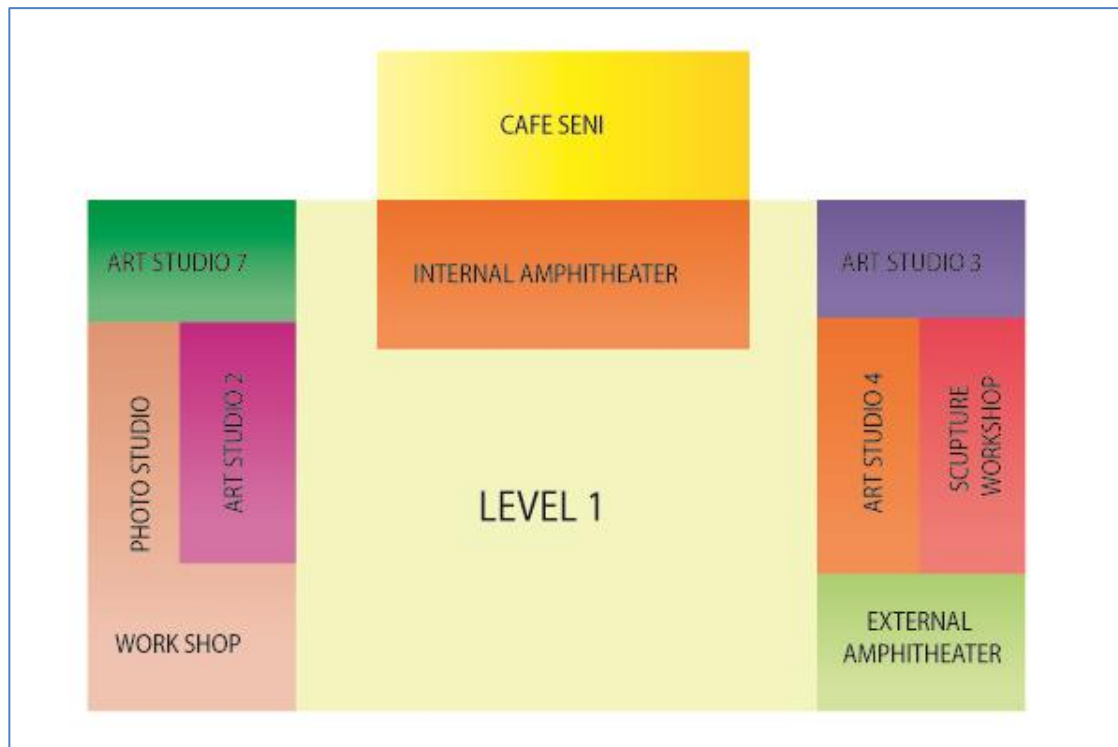 CAFE SENI
ART STUDIO 7
INTERNAL AMPHITHEATER
ART STUDIO 3
PHOTO STUDIO
ART STUDIO 2
LEVEL 1
ART STUDIO 4
SCUPTURE
WORKSHOP
WORK SHOP
EXTERNAL
AMPHITHEATER